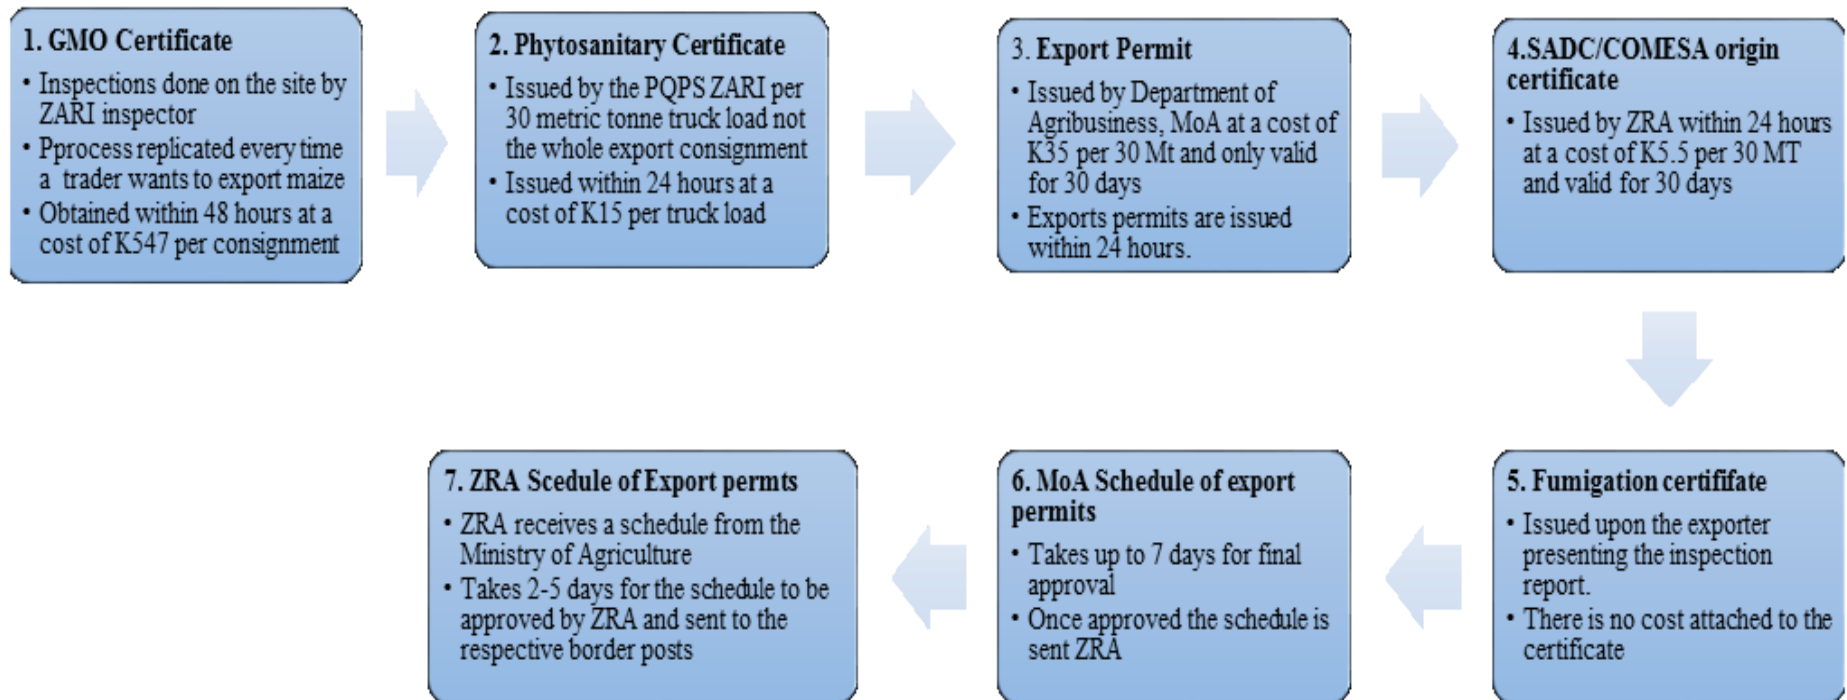 1. GMO Certificate
• Inspections done on the site by
ZARI inspector
• Pprocess replicated every time
a trader wants to export maize
• Obtained within 48 hours at a
cost of K547 per consignment
2. Phytosanitary Certificate
• Issued by the PQPS ZARI per
30 metric tonne truck load not
the whole export consignment
• Issued within 24 hours at a
cost of K15 per truck load
3. Export Permit
• Issued by Department of
Agribusiness, MoA at a cost of
K35 per 30 Mt and only valid
for 30 days
• Exports permits are issued
within 24 hours.
4.SADC/COMESA origin
certificate
• Issued by ZRA within 24 hours
at a cost of K5.5 per 30 MT
and valid for 30 days
5. Fumigation certififate
• Issued upon the exporter
presenting the inspection
report.
• There is no cost attached to the
certificate
6. MoA Schedule of export
permits
• Takes up to 7 days for final
approval
• Once approved the schedule is
sent ZRA
7. ZRA Scedule of Export permts
• ZRA receives a schedule from the
Ministry of Agriculture
• Takes 2-5 days for the schedule to be
approved by ZRA and sent to the
respective border posts